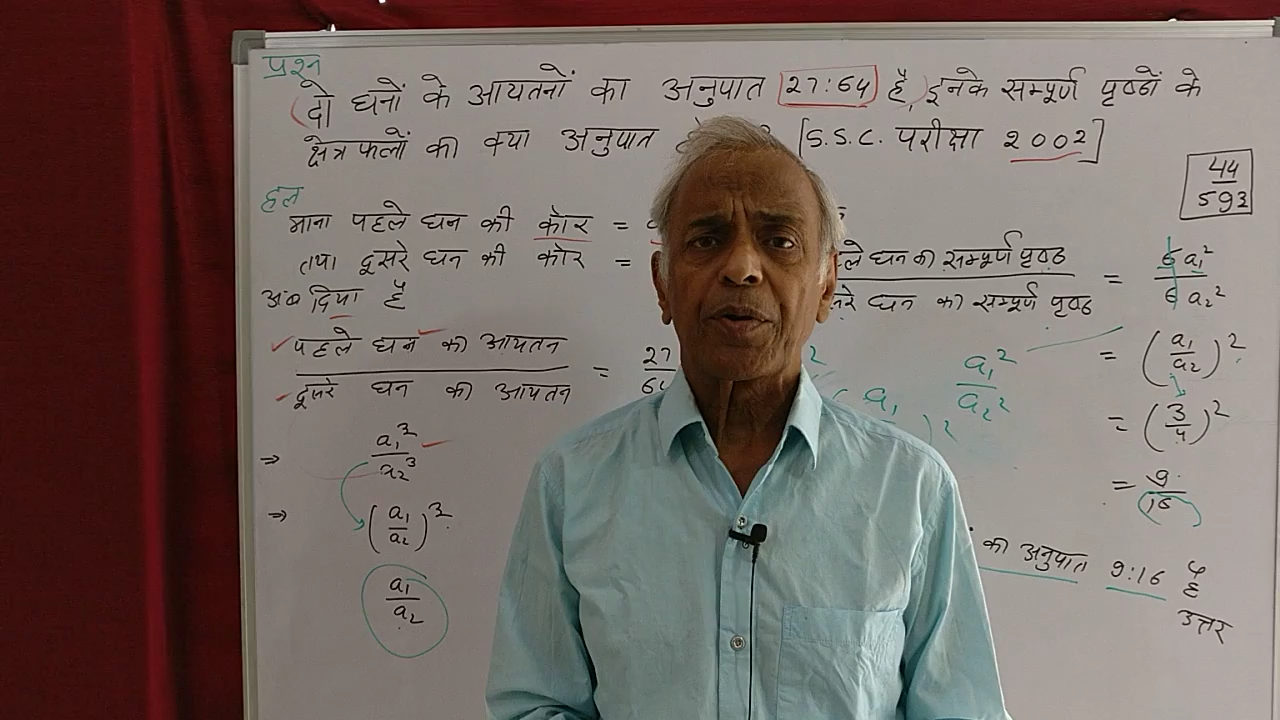 प्रश्न
दो घनों के आयतनों का अनुपात 27:64 है, इनके सम्पूर्ण पृष्ठों के
क्षेत्रफलों का क्या अनुपात [S.S.C. परीक्षा 2002]
44/593
हल
माना पहले घन की कोर =
तथा दूसरे घन की कोर =
अब दिया है
पहले घन का आयतन / दूसरे घन का आयतन = 27/64
⇒ a₁³/a₂³
⇒ (a₁/a₂)³
a₁/a₂
घन का सम्पूर्ण पृष्ठ / घन का सम्पूर्ण पृष्ठ = 6a₁²/6a₂²
= (a₁/a₂)²
a₁²/a₂²
= (3/4)²
= 9/16
का अनुपात 9:16 है
उत्तर